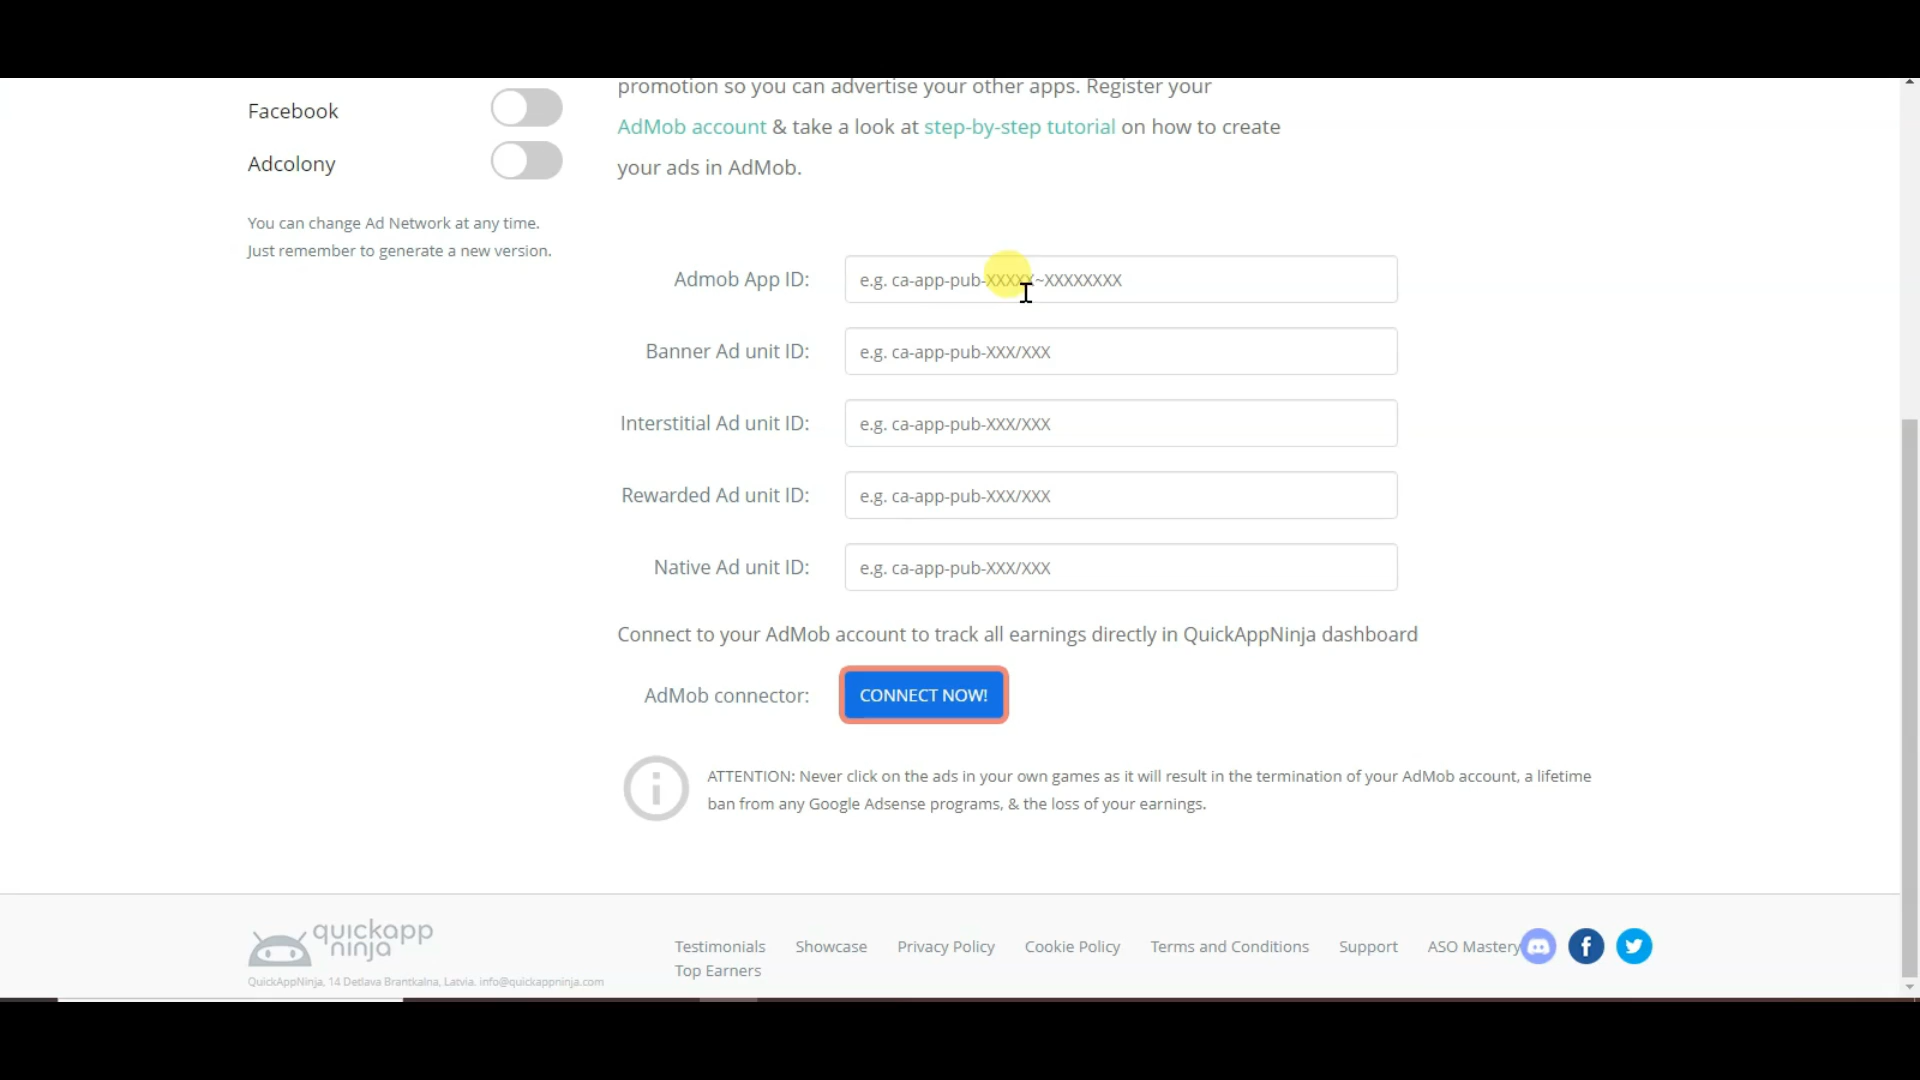 promotion so you can advertise your other apps. Register your
Facebook
AdMob account & take a look at step-by-step tutorial on how to create
Adcolony
your ads in AdMob.
You can change Ad Network at any time.
Just remember to generate a new version.
Admob App ID: e.g. ca-app-pub-XXXXX~XXXXXXXX
Banner Ad unit ID: e.g. ca-app-pub-XXX/XXX
Interstitial Ad unit ID: e.g. ca-app-pub-XXX/XXX
Rewarded Ad unit ID: e.g. ca-app-pub-XXX/XXX
Native Ad unit ID: e.g. ca-app-pub-XXX/XXX
Connect to your AdMob account to track all earnings directly in QuickAppNinja dashboard
AdMob connector: CONNECT NOW!
ATTENTION: Never click on the ads in your own games as it will result in the termination of your AdMob account, a lifetime
ban from any Google Adsense programs, & the loss of your earnings.
quickapp
ninja
QuickAppNinja, 14 Detlava Brantkalna, Latvia. info@quickappninja.com
Testimonials Showcase Privacy Policy Cookie Policy Terms and Conditions Support ASO Mastery
Top Earners